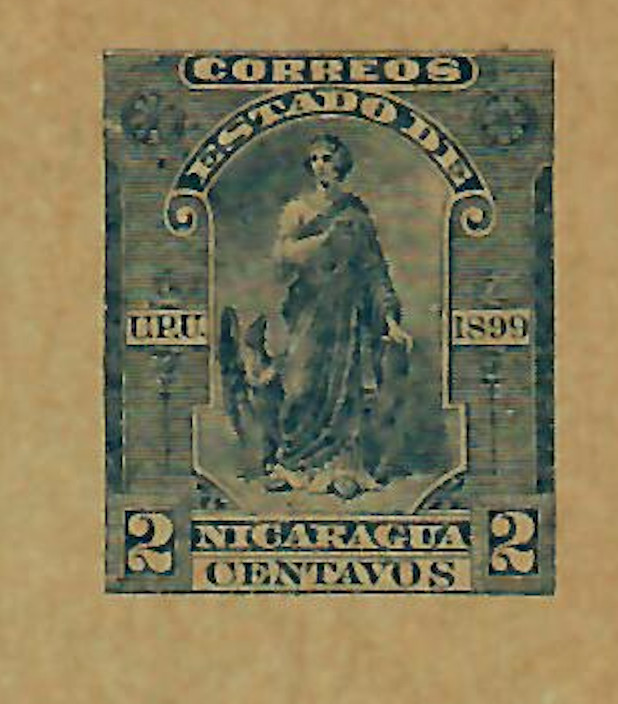 CORREOS
ESTADO DE
U.P.U. 1899
2 NICARAGUA 2
CENTAVOS